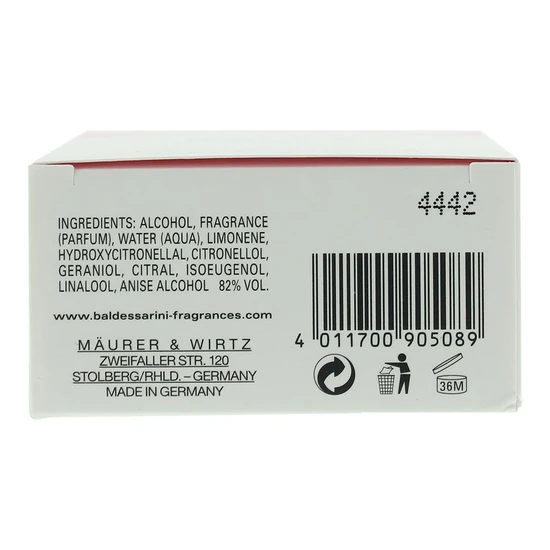 4442
INGREDIENTS: ALCOHOL, FRAGRANCE
(PARFUM), WATER (AQUA), LIMONENE,
HYDROXYCITRONELLAL, CITRONELLOL,
GERANIOL, CITRAL, ISOEUGENOL,
LINALOOL, ANISE ALCOHOL 82% VOL.
www.baldessarini-fragrances.com
MÄURER & WIRTZ
ZWEIFALLER STR. 120
STOLBERG/RHLD. – GERMANY
MADE IN GERMANY
4 011700 905089
36M